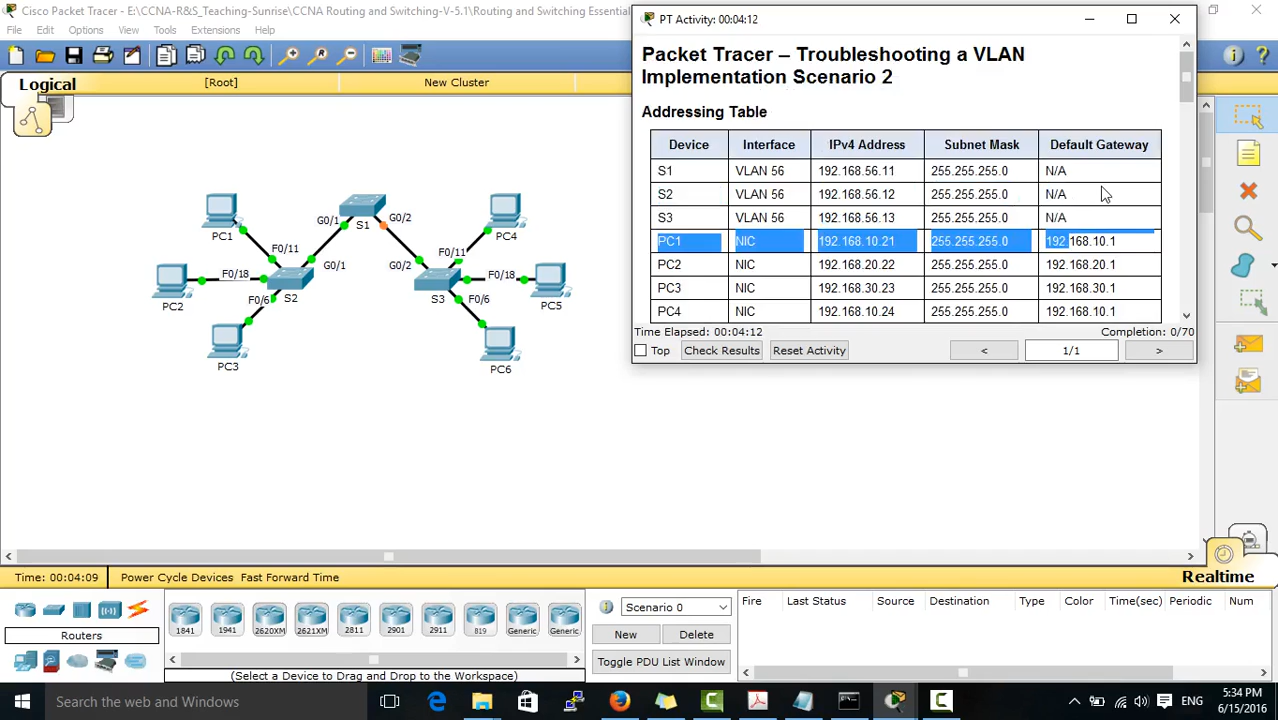 Cisco Packet Tracer - E:\CCNA-R&S_Teaching-Sunrise\CCNA Routing and Switching-V-5.1\Routing and Switching Essential
File Edit Options View Tools Extensions Help
Logical [Root] New Cluster
PT Activity: 00:04:12
Packet Tracer – Troubleshooting a VLAN
Implementation Scenario 2
Addressing Table
Device Interface IPv4 Address Subnet Mask Default Gateway
S1 VLAN 56 192.168.56.11 255.255.255.0 N/A
S2 VLAN 56 192.168.56.12 255.255.255.0 N/A
S3 VLAN 56 192.168.56.13 255.255.255.0 N/A
PC1 NIC 192.168.10.21 255.255.255.0 192.168.10.1
PC2 NIC 192.168.20.22 255.255.255.0 192.168.20.1
PC3 NIC 192.168.30.23 255.255.255.0 192.168.30.1
PC4 NIC 192.168.10.24 255.255.255.0 192.168.10.1
Time Elapsed: 00:04:12 Completion: 0/70
Top Check Results Reset Activity < 1/1 >
G0/1 S1 G0/2
PC1 PC4
F0/11 G0/1 G0/2 F0/11
F0/18 F0/18
PC2 F0/6 S2 S3 F0/6 PC5
PC3 PC6
Time: 00:04:09 Power Cycle Devices Fast Forward Time Realtime
Routers
1841 1941 2620XM 2621XM 2811 2901 2911 819 Generic Generic
(Select a Device to Drag and Drop to the Workspace)
Scenario 0
New Delete
Toggle PDU List Window
Fire Last Status Source Destination Type Color Time(sec) Periodic Num
Search the web and Windows
5:34 PM
6/15/2016